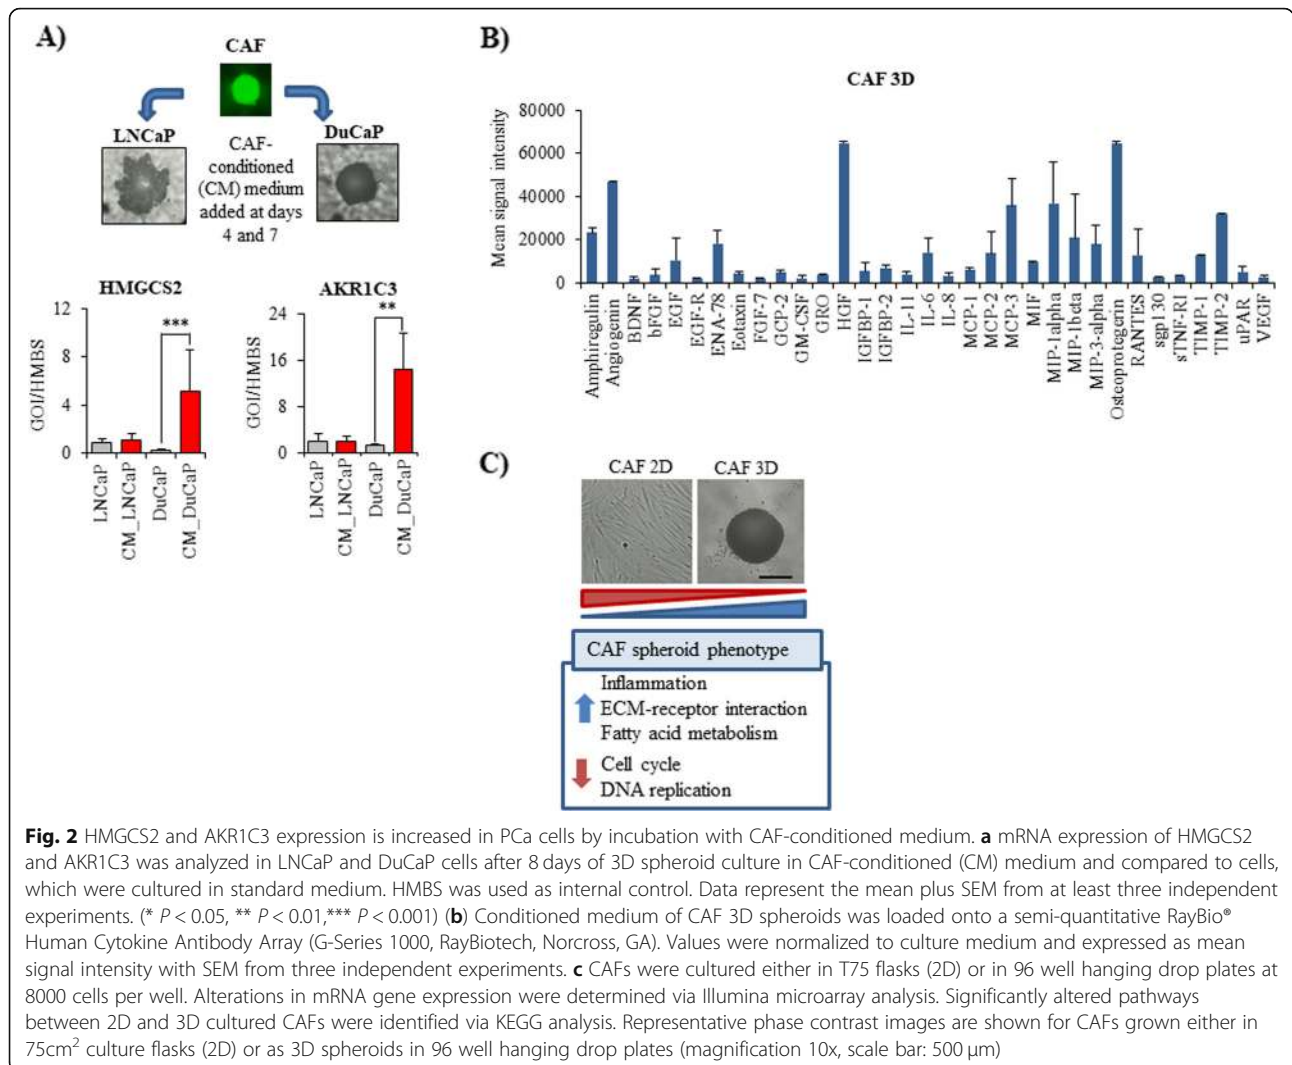 A)
CAF
LNCaP
DuCaP
CAF-
conditioned
(CM) medium
added at days
4 and 7
HMGCS2
12
8
4
0
GOI/HMBS
***
LNCaP
CM_LNCaP
DuCaP
CM_DuCaP
AKR1C3
24
16
8
0
GOI/HMBS
**
LNCaP
CM_LNCaP
DuCaP
CM_DuCaP
B)
CAF 3D
Mean signal intensity
80000
60000
40000
20000
0
Amphiregulin
Angiogenin
BDNF
bFGF
EGF
EGF-R
ENA-78
Eotaxin
FGF-7
GCP-2
GM-CSF
GRO
HGF
IGFBP-1
IGFBP-2
IL-11
IL-6
IL-8
MCP-1
MCP-2
MCP-3
MIF
MIP-1alpha
MIP-1beta
MIP-3-alpha
Osteoprotegerin
RANTES
sgp130
sTNF-RI
TIMP-1
TIMP-2
uPAR
VEGF
C)
CAF 2D
CAF 3D
CAF spheroid phenotype
Inflammation
ECM-receptor interaction
Fatty acid metabolism
Cell cycle
DNA replication
Fig. 2 HMGCS2 and AKR1C3 expression is increased in PCa cells by incubation with CAF-conditioned medium. a mRNA expression of HMGCS2
and AKR1C3 was analyzed in LNCaP and DuCaP cells after 8 days of 3D spheroid culture in CAF-conditioned (CM) medium and compared to cells,
which were cultured in standard medium. HMBS was used as internal control. Data represent the mean plus SEM from at least three independent
experiments. (* P < 0.05, ** P < 0.01,*** P < 0.001) (b) Conditioned medium of CAF 3D spheroids was loaded onto a semi-quantitative RayBio®
Human Cytokine Antibody Array (G-Series 1000, RayBiotech, Norcross, GA). Values were normalized to culture medium and expressed as mean
signal intensity with SEM from three independent experiments. c CAFs were cultured either in T75 flasks (2D) or in 96 well hanging drop plates at
8000 cells per well. Alterations in mRNA gene expression were determined via Illumina microarray analysis. Significantly altered pathways
between 2D and 3D cultured CAFs were identified via KEGG analysis. Representative phase contrast images are shown for CAFs grown either in
75cm² culture flasks (2D) or as 3D spheroids in 96 well hanging drop plates (magnification 10x, scale bar: 500 μm)